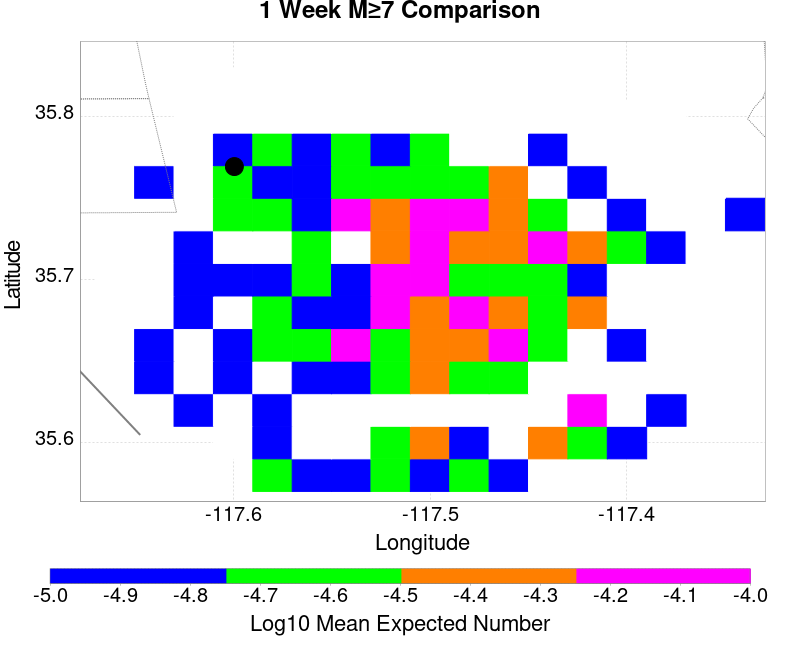 1 Week M≥7 Comparison
35.8
35.7
35.6
Latitude
-117.6 -117.5 -117.4
Longitude
-5.0 -4.9 -4.8 -4.7 -4.6 -4.5 -4.4 -4.3 -4.2 -4.1 -4.0
Log10 Mean Expected Number